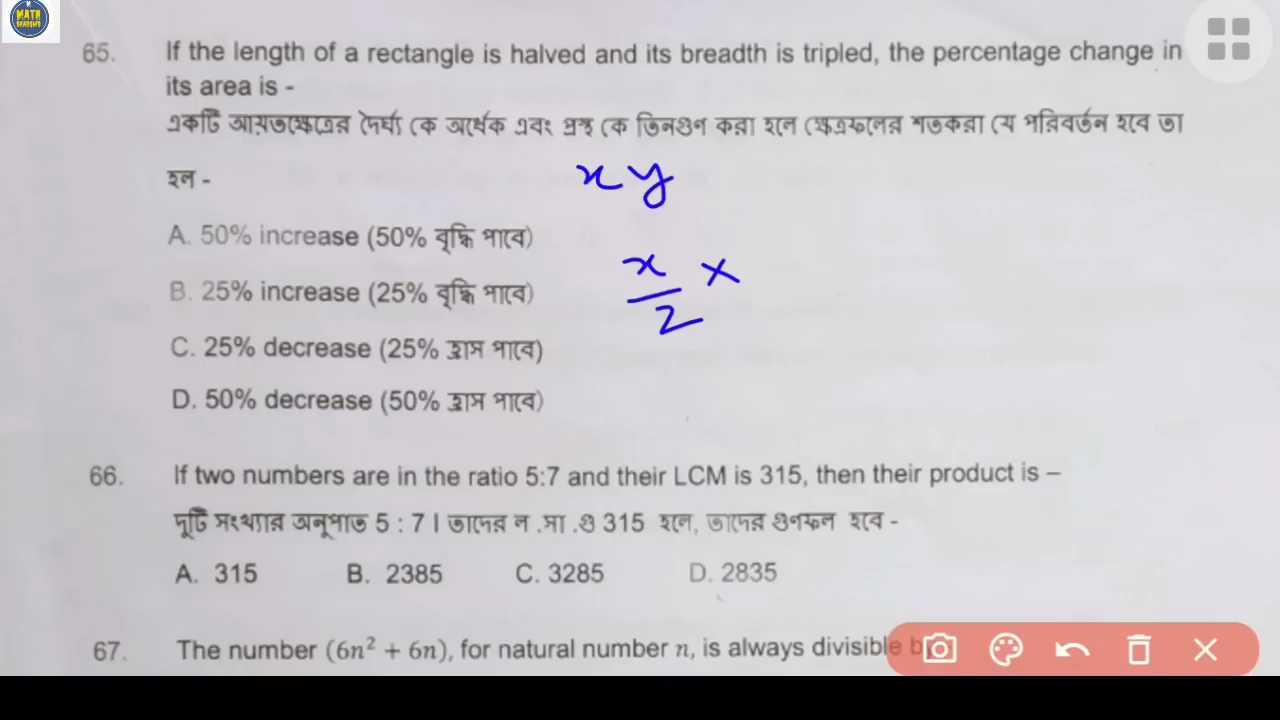 MATH
65. If the length of a rectangle is halved and its breadth is tripled, the percentage change in
its area is -
একটি আয়তক্ষেত্রের দৈর্ঘ্য কে অর্ধেক এবং প্রস্থ কে তিনগুণ করা হলে ক্ষেত্রফলের শতকরা যে পরিবর্তন হবে তা
হল -
x y
A. 50% increase (50% বৃদ্ধি পাবে)
x/2 ×
B. 25% increase (25% বৃদ্ধি পাবে)
C. 25% decrease (25% হ্রাস পাবে)
D. 50% decrease (50% হ্রাস পাবে)
66. If two numbers are in the ratio 5:7 and their LCM is 315, then their product is –
দুটি সংখ্যার অনুপাত 5 : 7 । তাদের ল .সা .গু 315 হলে, তাদের গুণফল হবে -
A. 315 B. 2385 C. 3285 D. 2835
67. The number (6n² + 6n), for natural number n, is always divisible